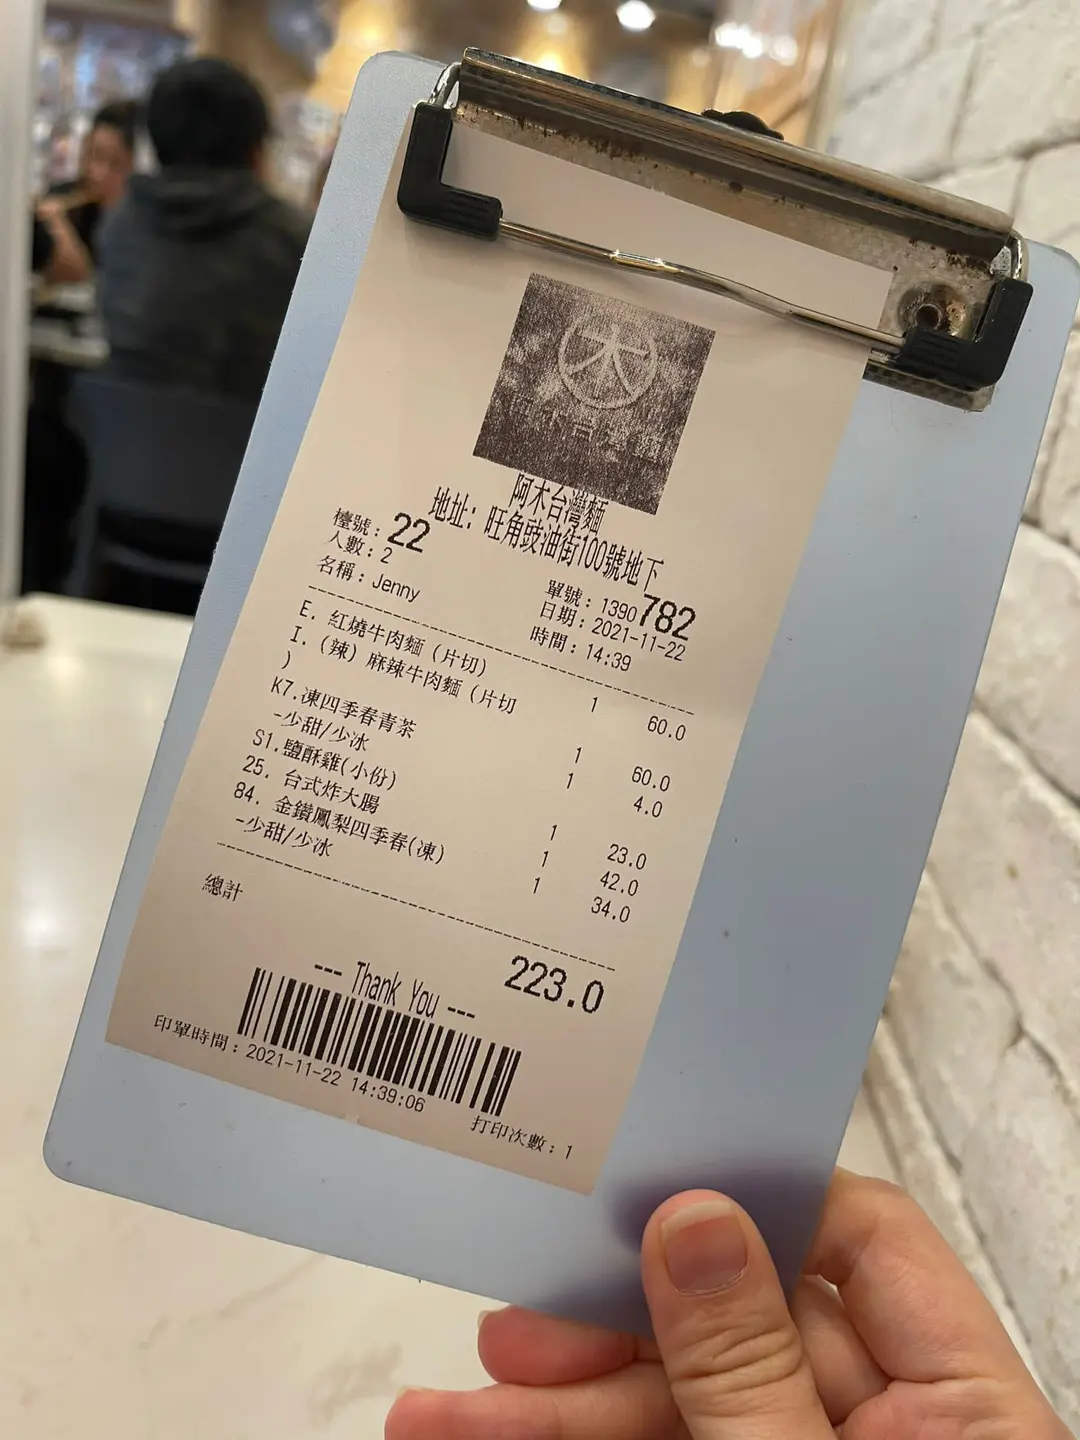 木
阿木台灣麵
地址：旺角豉油街100號地下
檯號：22
人數：2
名稱：Jenny
單號：1390782
日期：2021-11-22
時間：14:39
E. 紅燒牛肉麵（片切） 1 60.0
I.（辣）麻辣牛肉麵（片切
） 1 60.0
K7.凍四季春青茶 1 4.0
-少甜/少冰
S1.鹽酥雞(小份) 1 23.0
25. 台式炸大腸 1 42.0
84. 金鑽鳳梨四季春(凍) 1 34.0
-少甜/少冰
總計 223.0
--- Thank You ---
印單時間：2021-11-22 14:39:06
打印次數：1